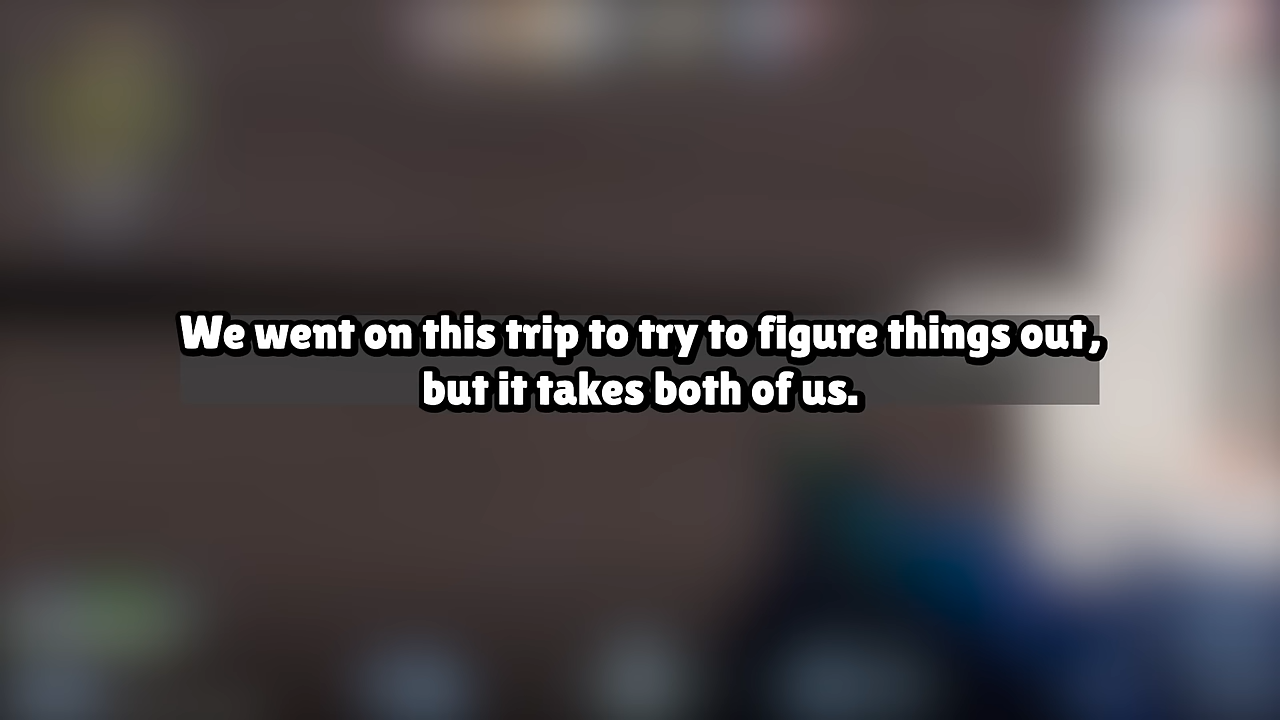 We went on this trip to try to figure things out,
but it takes both of us.